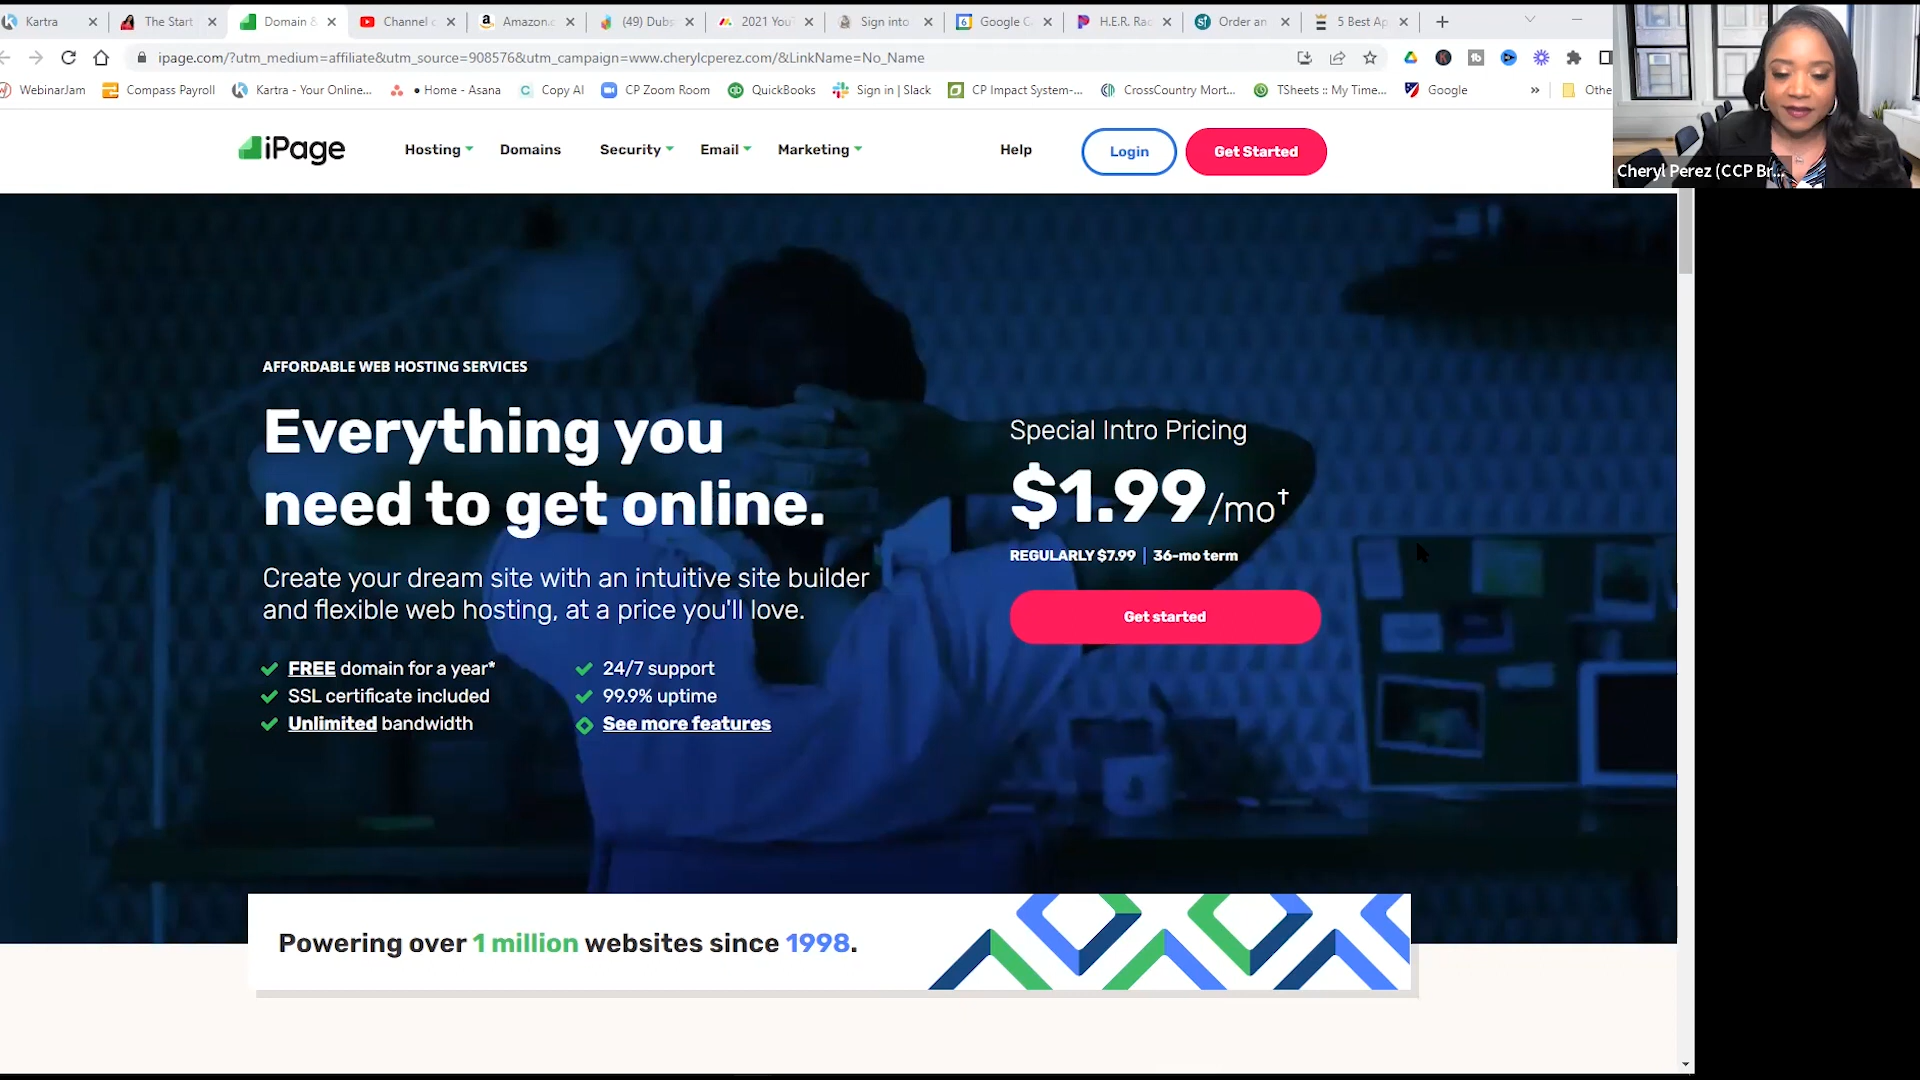 Kartra
The Start
Domain &
Channel c
Amazon.c
(49) Dubs
2021 You
Sign into
Google C
H.E.R. Rac
Order an
5 Best Ap
ipage.com/?utm_medium=affiliate&utm_source=908576&utm_campaign=www.cherylcperez.com/&LinkName=No_Name
WebinarJam
Compass Payroll
Kartra - Your Online...
• Home - Asana
Copy AI
CP Zoom Room
QuickBooks
Sign in | Slack
CP Impact System-...
CrossCountry Mort...
TSheets :: My Time...
Google
»
Othe
Cheryl Perez (CCP Br...
iPage
Hosting
Domains
Security
Email
Marketing
Help
Login
Get Started
AFFORDABLE WEB HOSTING SERVICES
Everything you
need to get online.
Create your dream site with an intuitive site builder
and flexible web hosting, at a price you'll love.
FREE domain for a year*
SSL certificate included
Unlimited bandwidth
24/7 support
99.9% uptime
See more features
Special Intro Pricing
$1.99/mo†
REGULARLY $7.99 | 36-mo term
Get started
Powering over 1 million websites since 1998.